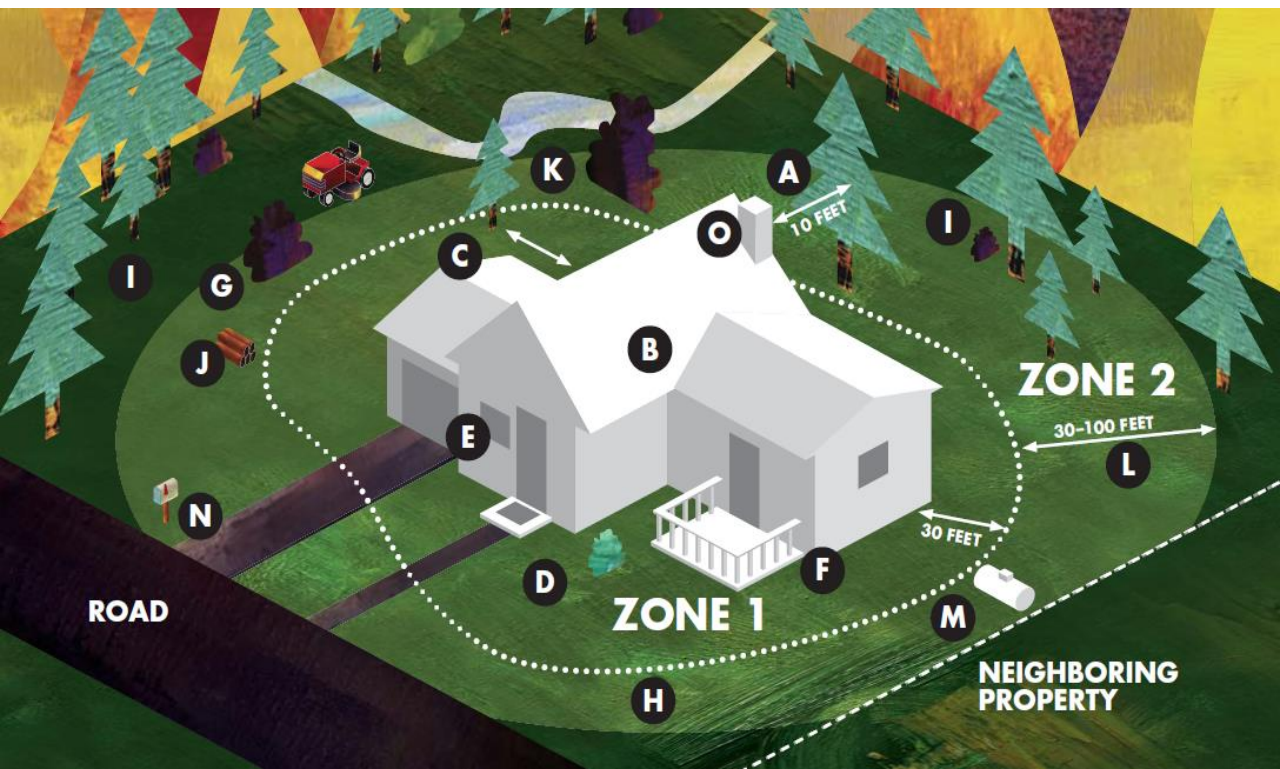 K
A
10 FEET
O
I
C
I
G
B
J
ZONE 2
30–100 FEET
L
E
N
30 FEET
F
D
ROAD
ZONE 1
M
H
NEIGHBORING
PROPERTY